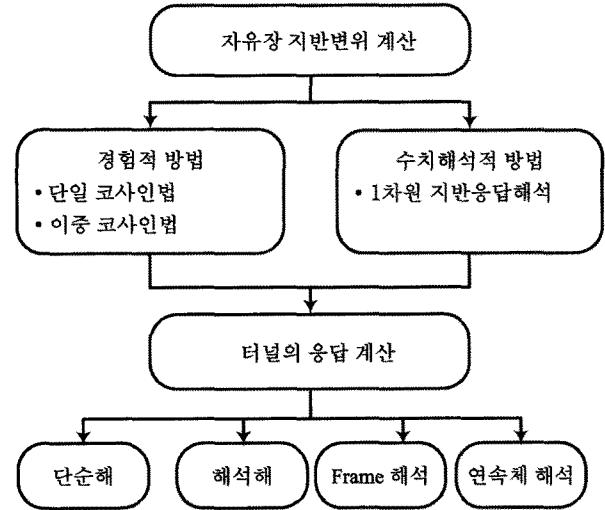 자유장 지반변위 계산
경험적 방법
• 단일 코사인법
• 이중 코사인법
수치해석적 방법
• 1차원 지반응답해석
터널의 응답 계산
단순해
해석해
Frame 해석
연속체 해석